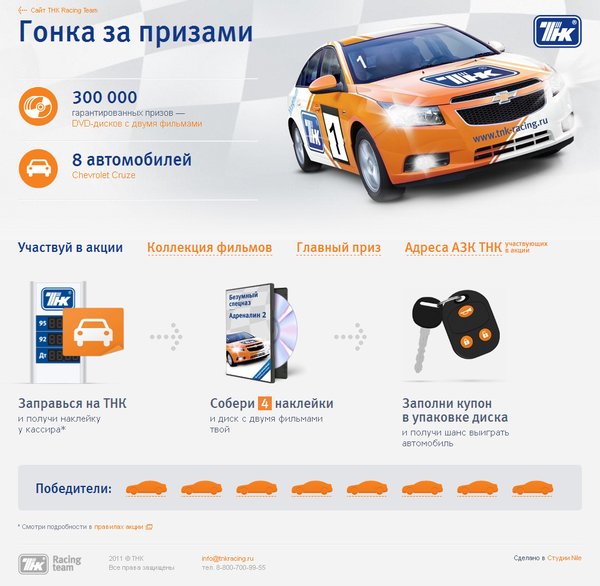 Сайт ТНК Racing Team
Гонка за призами
ТНК
300 000
гарантированных призов —
DVD-дисков с двумя фильмами
8 автомобилей
Chevrolet Cruze
1
ТНК
www.tnk-racing.ru
ТНК
1
Участвуй в акции
Коллекция фильмов
Главный приз
Адреса АЗК ТНК участвующих
в акции
ТНК
95
92
Дт
Безумный
спецназ
Адреналин 2
Заправься на ТНК
и получи наклейку
у кассира*
Собери 4 наклейки
и диск с двумя фильмами
твой
Заполни купон
в упаковке диска
и получи шанс выиграть
автомобиль
Победители:
* Смотри подробности в правилах акции
ТНК
Racing
team
2011 © ТНК
Все права защищены
info@tnkracing.ru
тел. 8-800-700-99-55
Сделано в Студии Nile